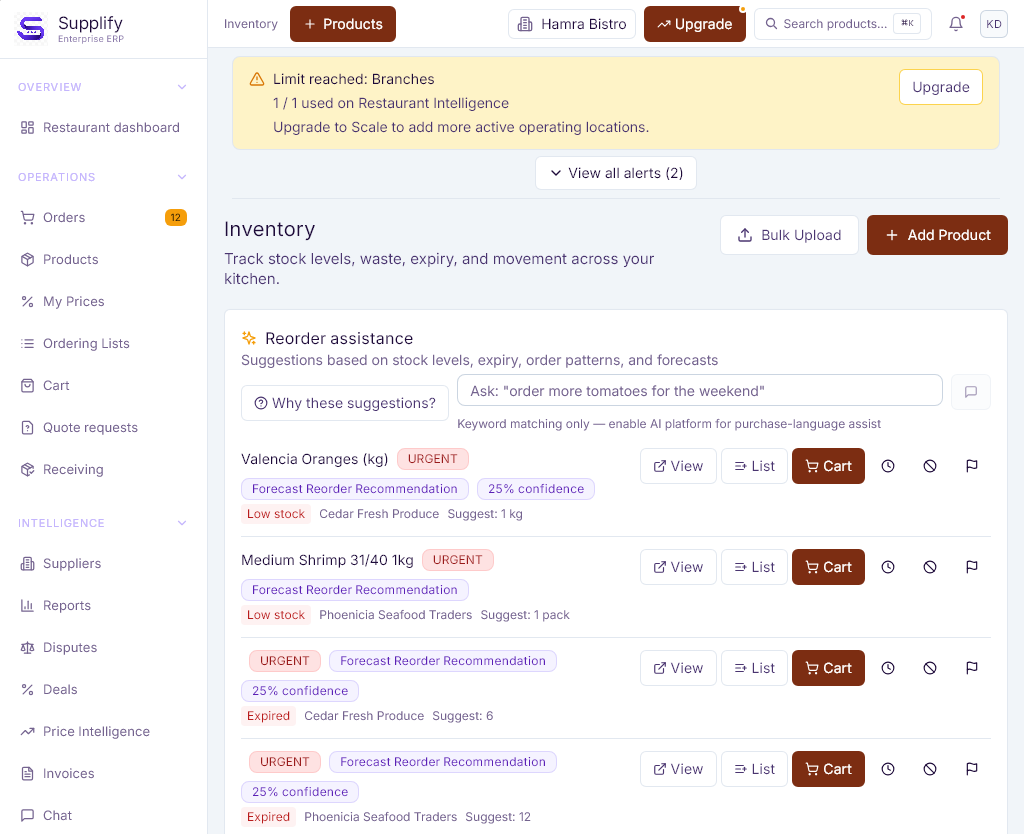 Supplify
Enterprise ERP
Inventory
+ Products
Hamra Bistro
Upgrade
Search products...
⌘K
KD
OVERVIEW
Restaurant dashboard
OPERATIONS
Orders
12
Products
My Prices
Ordering Lists
Cart
Quote requests
Receiving
INTELLIGENCE
Suppliers
Reports
Disputes
Deals
Price Intelligence
Invoices
Chat
Limit reached: Branches
1 / 1 used on Restaurant Intelligence
Upgrade to Scale to add more active operating locations.
Upgrade
View all alerts (2)
Inventory
Track stock levels, waste, expiry, and movement across your
kitchen.
Bulk Upload
+ Add Product
Reorder assistance
Suggestions based on stock levels, expiry, order patterns, and forecasts
Why these suggestions?
Ask: "order more tomatoes for the weekend"
Keyword matching only — enable AI platform for purchase-language assist
Valencia Oranges (kg) URGENT
Forecast Reorder Recommendation 25% confidence
Low stock Cedar Fresh Produce Suggest: 1 kg
View List Cart
Medium Shrimp 31/40 1kg URGENT
Forecast Reorder Recommendation
Low stock Phoenicia Seafood Traders Suggest: 1 pack
View List Cart
URGENT Forecast Reorder Recommendation
25% confidence
Expired Cedar Fresh Produce Suggest: 6
View List Cart
URGENT Forecast Reorder Recommendation
25% confidence
Expired Phoenicia Seafood Traders Suggest: 12
View List Cart